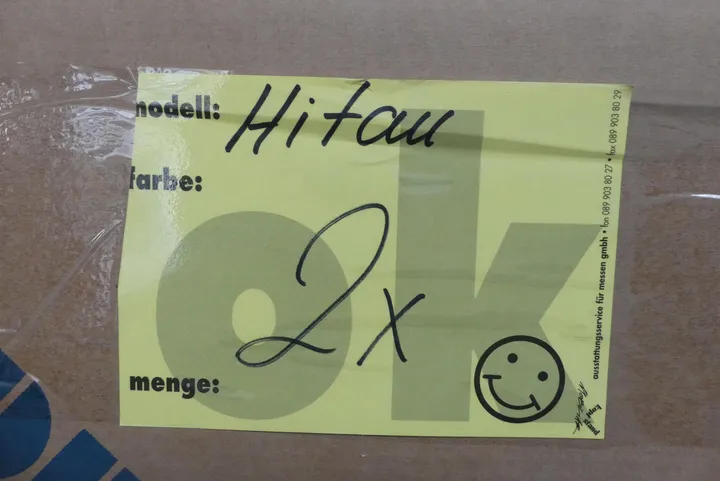 modell: Hitau
farbe:
ok
2x
menge:
ausstattungsservice für messen gmbh • fon 089 903 80 27 • fax 089 903 80 29